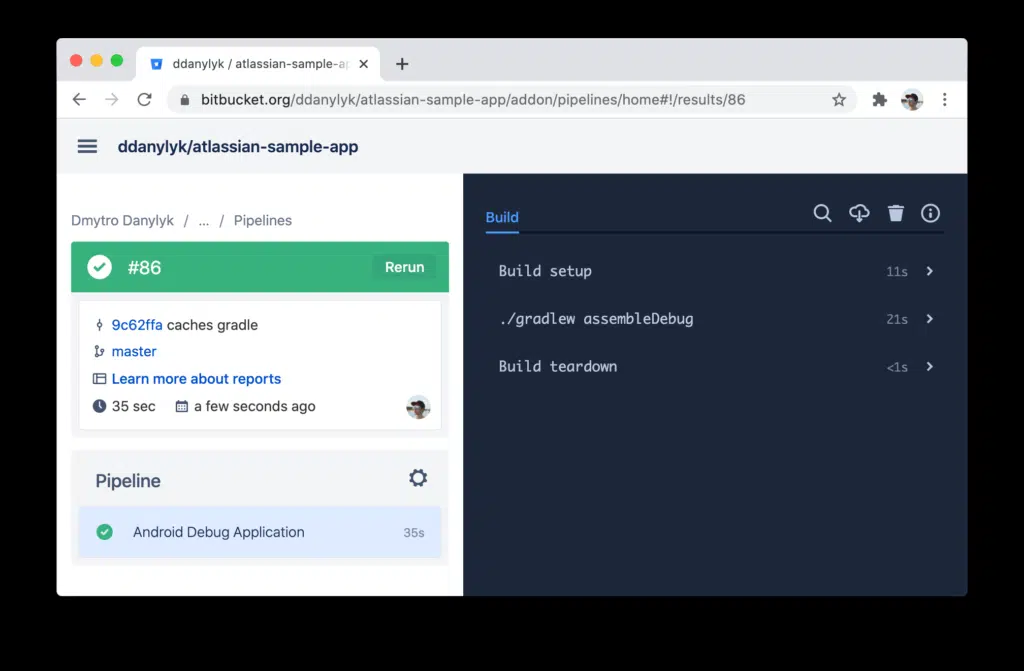 ddanylyk / atlassian-sample-ap
bitbucket.org/ddanylyk/atlassian-sample-app/addon/pipelines/home#!/results/86
ddanylyk/atlassian-sample-app
Dmytro Danylyk / ... / Pipelines
#86 Rerun
9c62ffa caches gradle
master
Learn more about reports
35 sec a few seconds ago
Pipeline
Android Debug Application 35s
Build
Build setup 11s
./gradlew assembleDebug 21s
Build teardown <1s